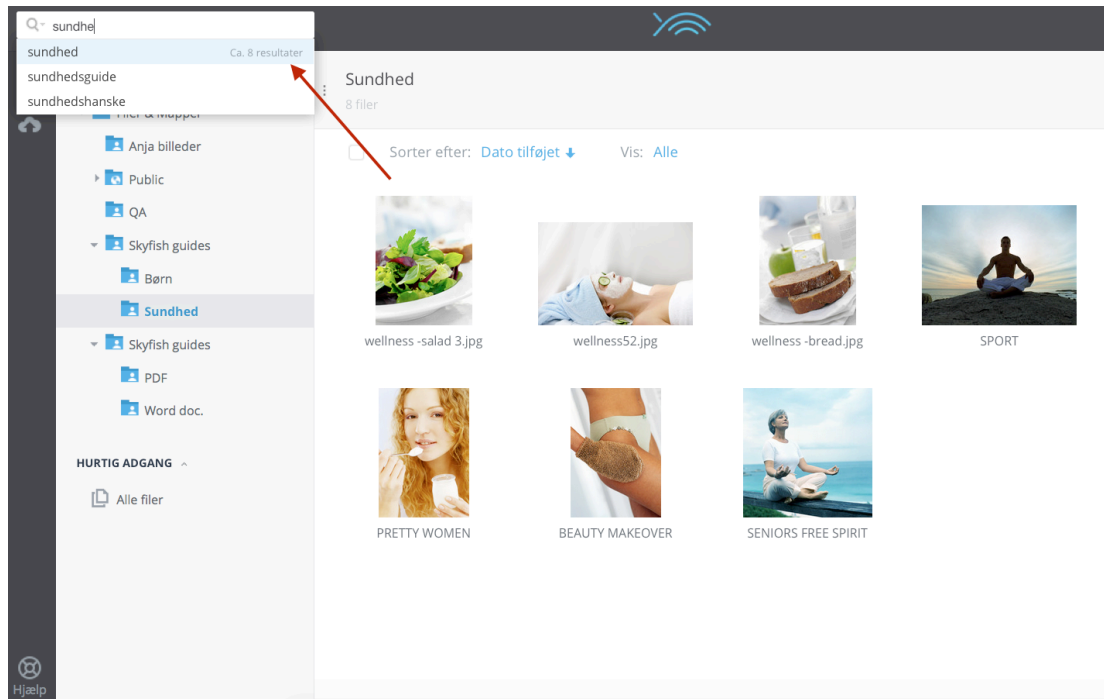 sundhe
sundhed Ca. 8 resultater
sundhedsguide
sundhedshanske
Filer & Mapper
Anja billeder
Public
QA
Skyfish guides
Børn
Sundhed
Skyfish guides
PDF
Word doc.
HURTIG ADGANG
Alle filer
Hjælp
Sundhed
8 filer
Sorter efter: Dato tilføjet Vis: Alle
wellness -salad 3.jpg
wellness52.jpg
wellness -bread.jpg
SPORT
PRETTY WOMEN
BEAUTY MAKEOVER
SENIORS FREE SPIRIT